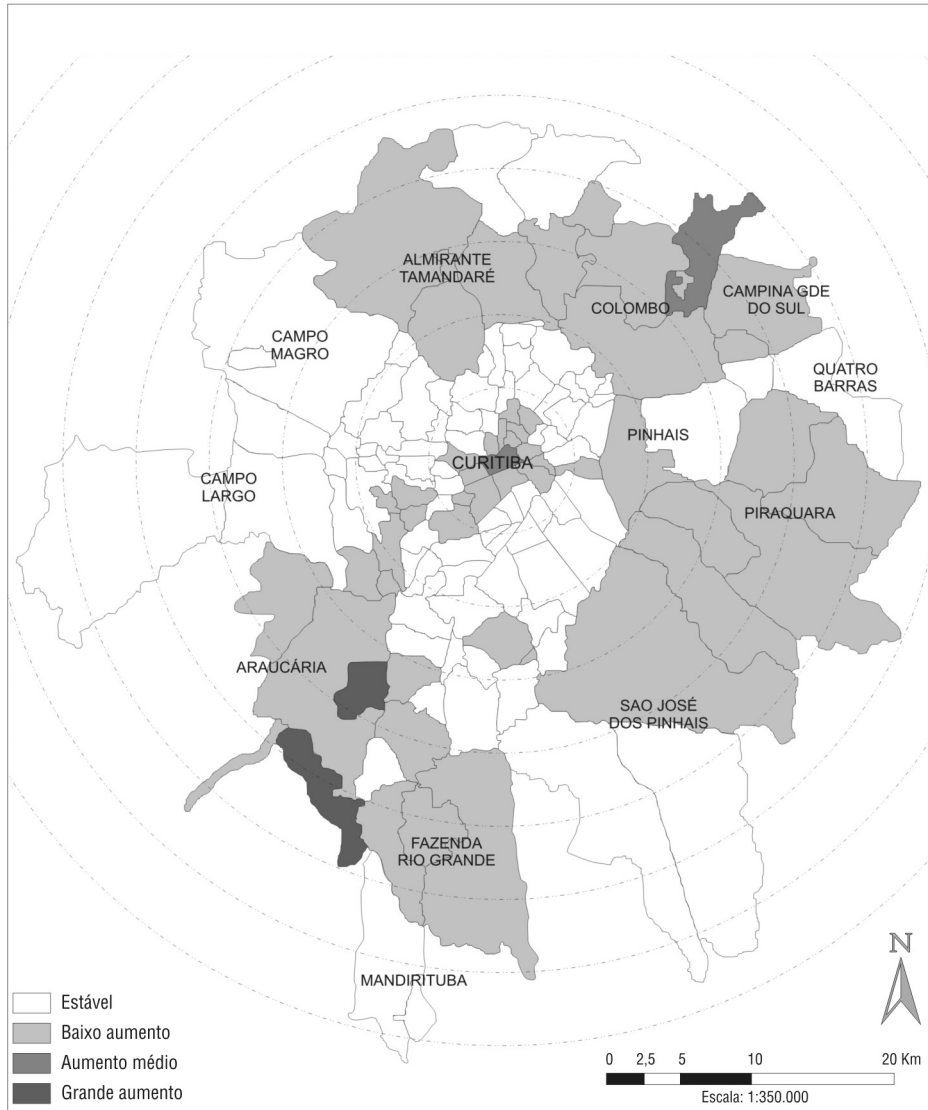 ALMIRANTE
TAMANDARÉ
COLOMBO
CAMPINA GDE
DO SUL
CAMPO
MAGRO
QUATRO
BARRAS
PINHAIS
CURITIBA
CAMPO
LARGO
PIRAQUARA
ARAUCÁRIA
SAO JOSÉ
DOS PINHAIS
FAZENDA
RIO GRANDE
MANDIRITUBA
N
Estável
Baixo aumento
Aumento médio
Grande aumento
0 2,5 5 10 20 Km
Escala: 1:350.000